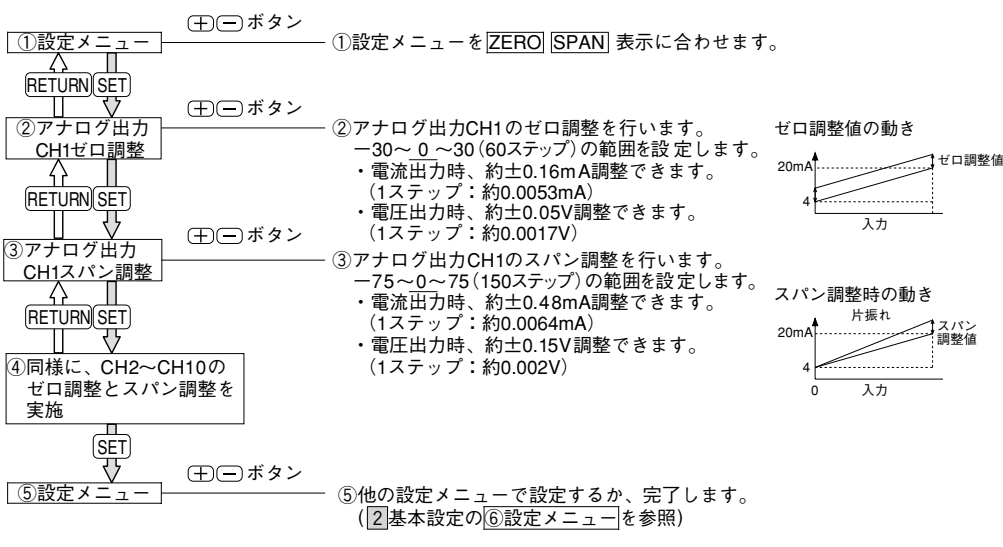 ⊕⊖ボタン
①設定メニュー
①設定メニューをZERO SPAN 表示に合わせます。
RETURN SET
⊕⊖ボタン
②アナログ出力
CH1ゼロ調整
②アナログ出力CH1のゼロ調整を行います。
−30〜 0 〜30(60ステップ)の範囲を設定します。
・電流出力時、約±0.16mA調整できます。
(1ステップ：約0.0053mA)
・電圧出力時、約±0.05V調整できます。
(1ステップ：約0.0017V)
ゼロ調整値の動き
20mA
ゼロ調整値
4
入力
RETURN SET
⊕⊖ボタン
③アナログ出力
CH1スパン調整
③アナログ出力CH1のスパン調整を行います。
−75〜0〜75(150ステップ)の範囲を設定します。
・電流出力時、約±0.48mA調整できます。
(1ステップ：約0.0064mA)
・電圧出力時、約±0.15V調整できます。
(1ステップ：約0.002V)
スパン調整時の動き
片振れ
20mA
スパン
調整値
4
0
入力
RETURN SET
④同様に、CH2〜CH10の
ゼロ調整とスパン調整を
実施
SET
⊕⊖ボタン
⑤設定メニュー
⑤他の設定メニューで設定するか、完了します。
(2基本設定の⑥設定メニューを参照)